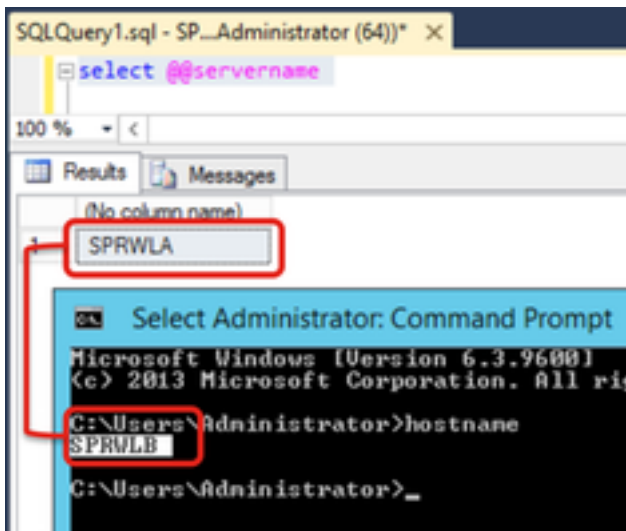 SQLQuery1.sql - SP...Administrator (64))* ×
select @@servername
100 % <
Results Messages
(No column name)
1 SPRWLA
Select Administrator: Command Prompt
Microsoft Windows [Version 6.3.9600]
(c) 2013 Microsoft Corporation. All rig
C:\Users\Administrator>hostname
SPRWLB
C:\Users\Administrator>_